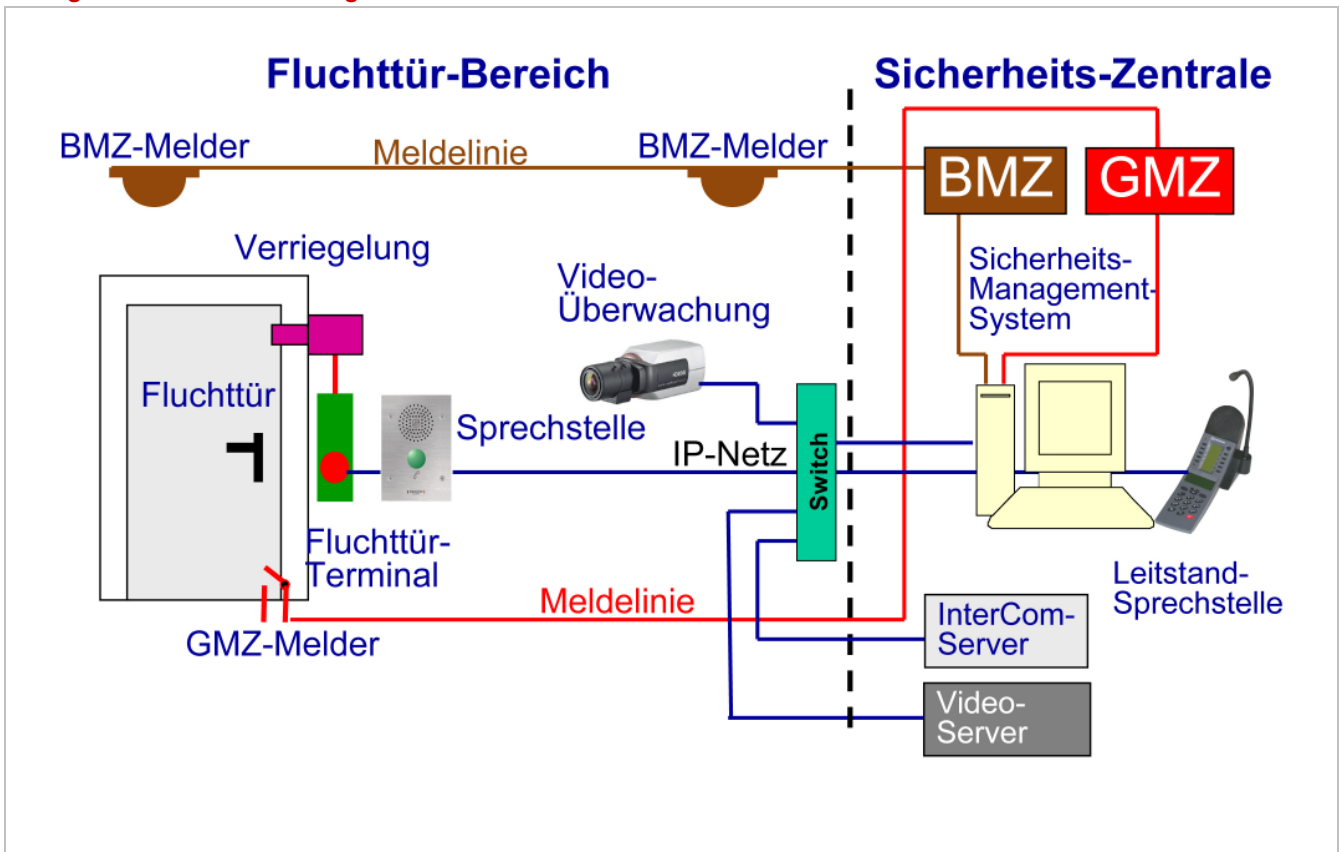 Fluchttür-Bereich
Sicherheits-Zentrale
BMZ-Melder
Meldelinie
BMZ-Melder
BMZ
GMZ
Verriegelung
Video-
Überwachung
Sicherheits-
Management-
System
Fluchttür
Sprechstelle
IP-Netz
Switch
Fluchttür-
Terminal
Leitstand-
Sprechstelle
Meldelinie
GMZ-Melder
InterCom-
Server
Video-
Server